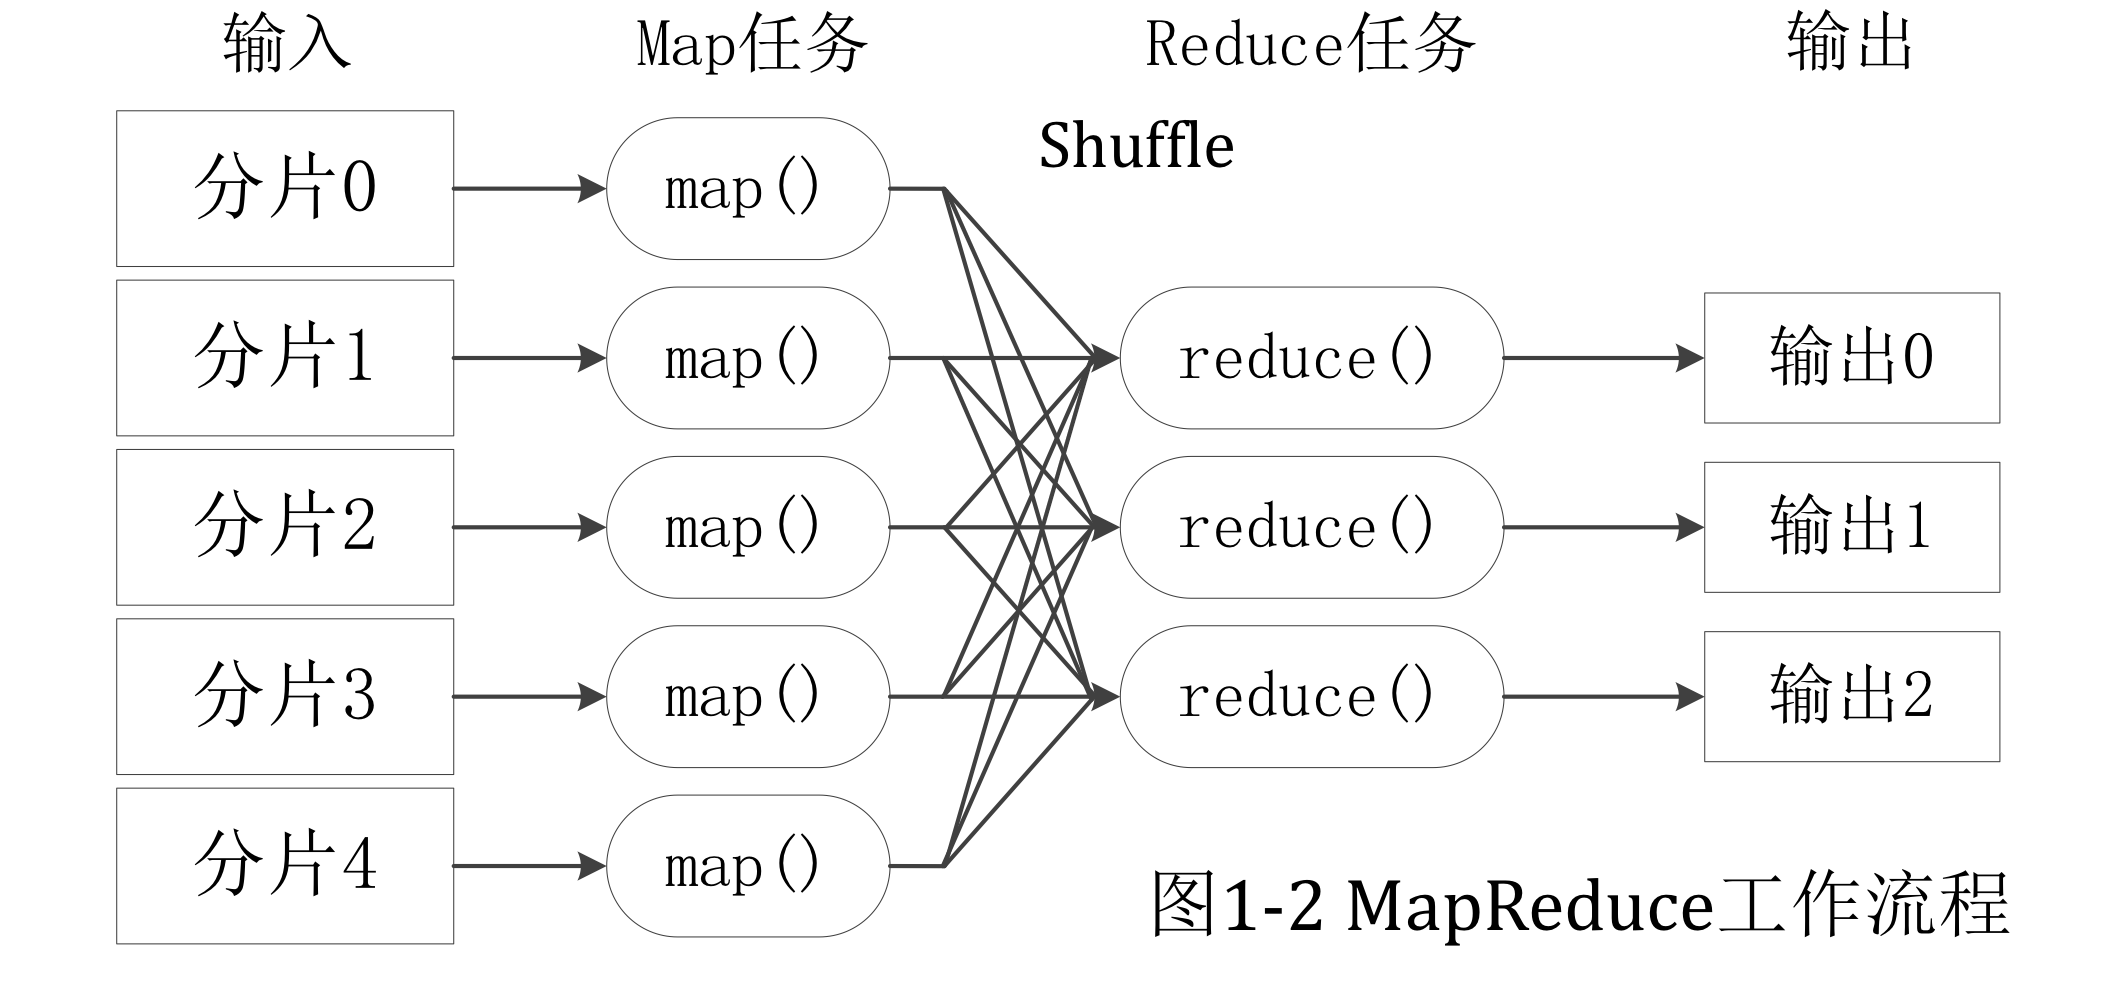 输入 Map任务 Reduce任务 输出
Shuffle
分片0 map()
分片1 map() reduce() 输出0
分片2 map() reduce() 输出1
分片3 map() reduce() 输出2
分片4 map()
图1-2 MapReduce工作流程